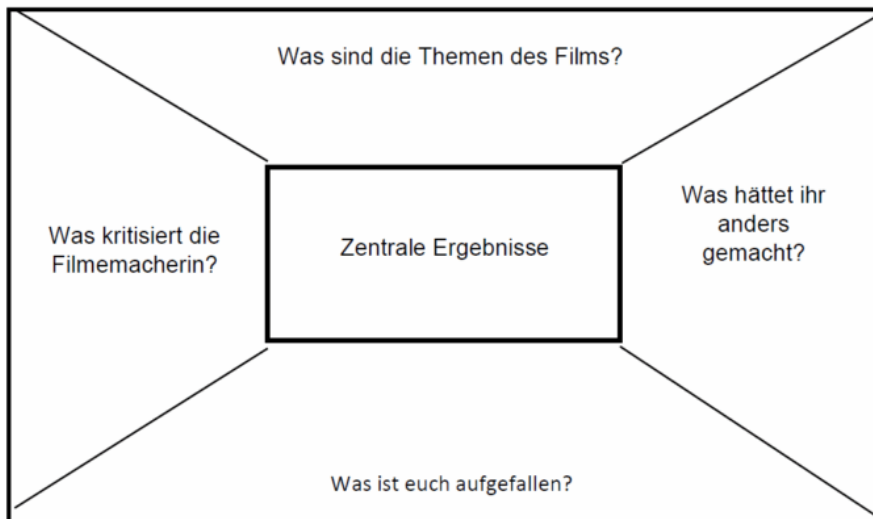 Was sind die Themen des Films?
Was kritisiert die
Filmemacherin?
Zentrale Ergebnisse
Was hättet ihr
anders
gemacht?
Was ist euch aufgefallen?